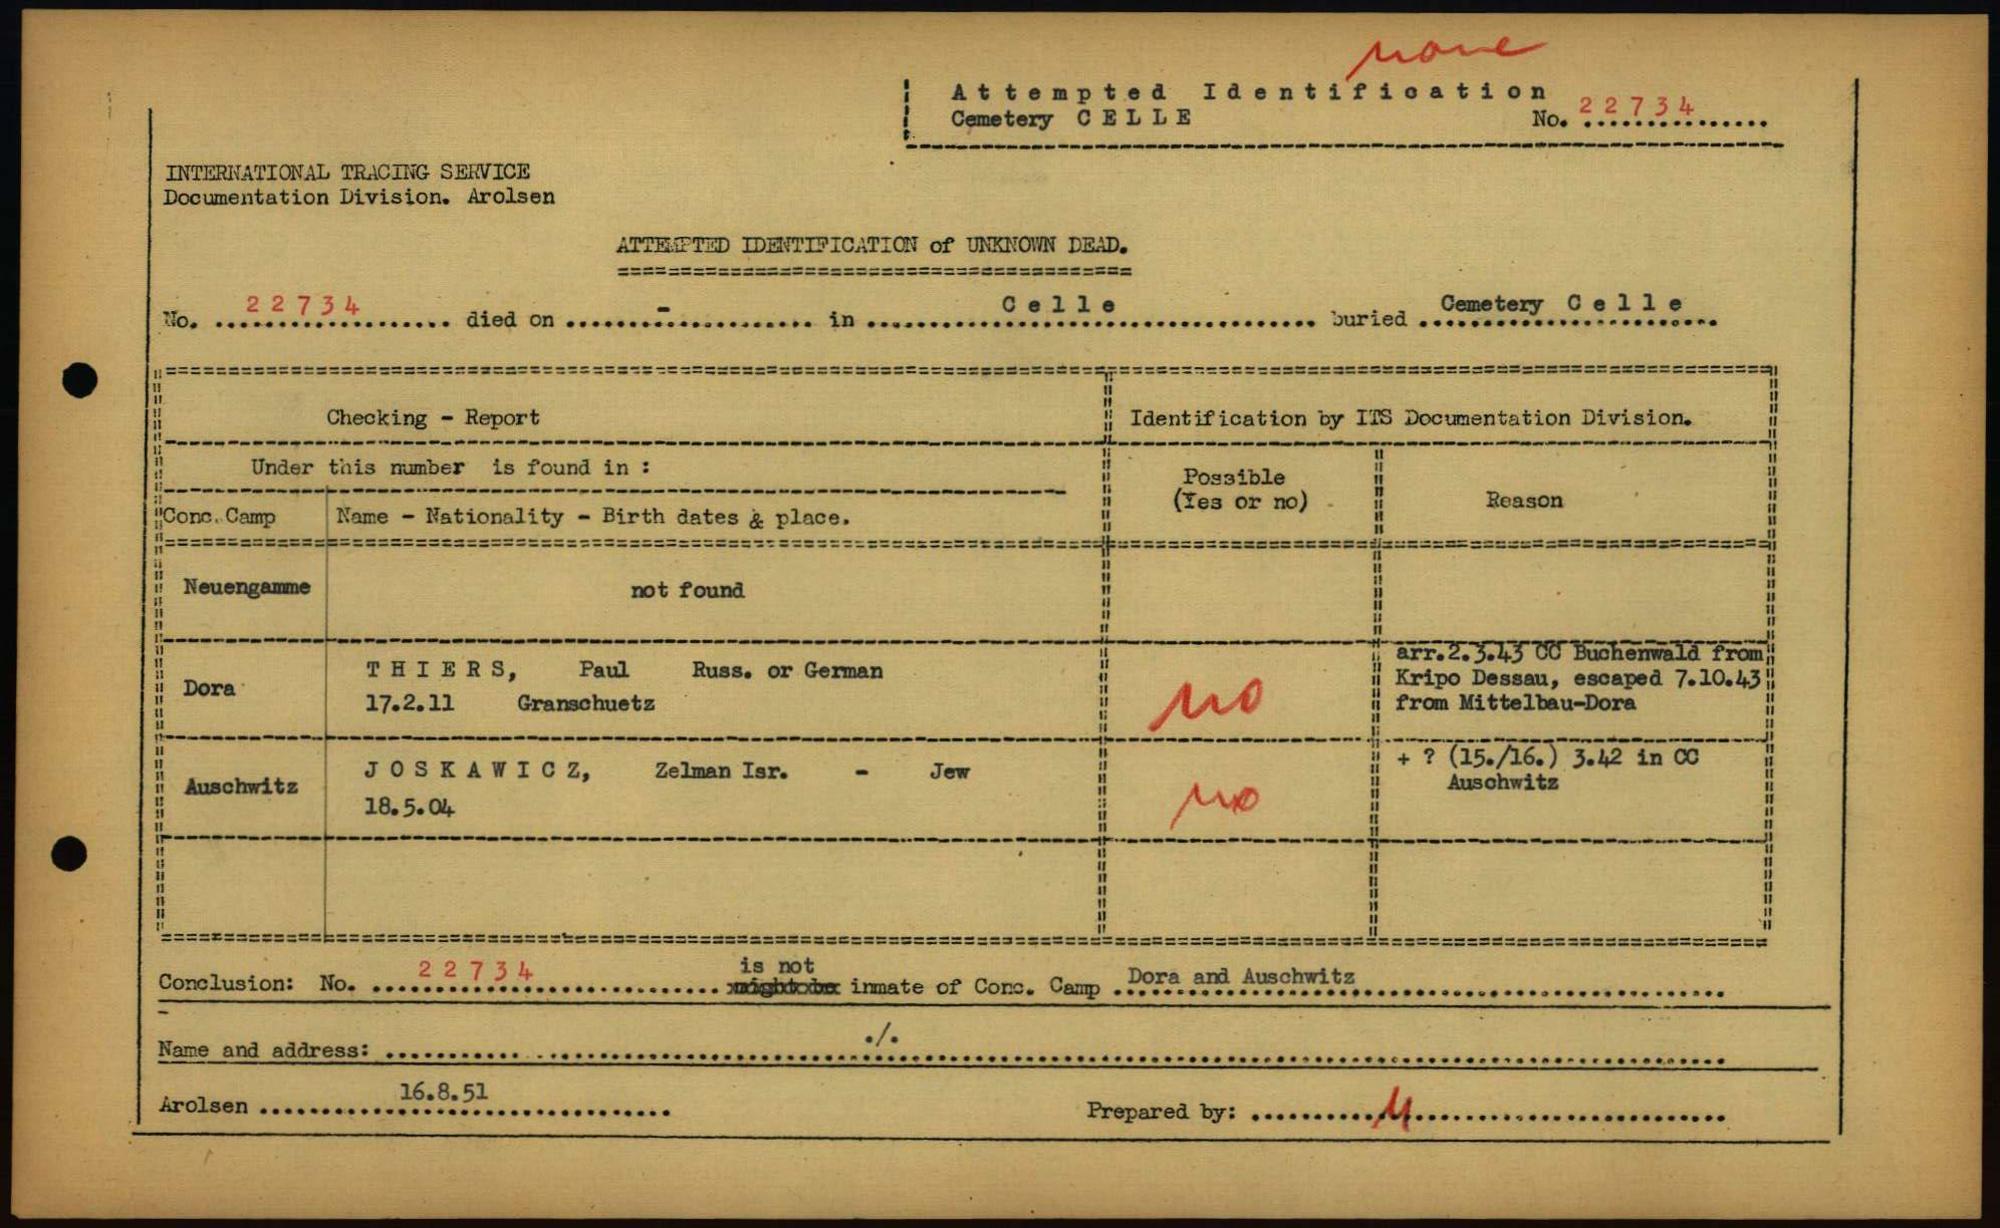 none
Attempted Identification
Cemetery CELLE No. 22734
INTERNATIONAL TRACING SERVICE
Documentation Division. Arolsen
ATTEMPTED IDENTIFICATION of UNKNOWN DEAD.
No. 22734 died on - in Celle buried Cemetery Celle
Checking - Report Identification by ITS Documentation Division.
Under this number is found in :
Possible
(Yes or no) Reason
Conc. Camp Name - Nationality - Birth dates & place.
Neuengamme not found
Dora THIERS, Paul Russ. or German
17.2.11 Granschuetz
no
arr.2.3.43 CC Buchenwald from
Kripo Dessau, escaped 7.10.43
from Mittelbau-Dora
Auschwitz JOSKAWICZ, Zelman Isr. - Jew
18.5.04
no
+ ? (15./16.) 3.42 in CC
Auschwitz
is not
Conclusion: No. 22734 might be inmate of Conc. Camp Dora and Auschwitz
Name and address: ./.
Arolsen 16.8.51 Prepared by: